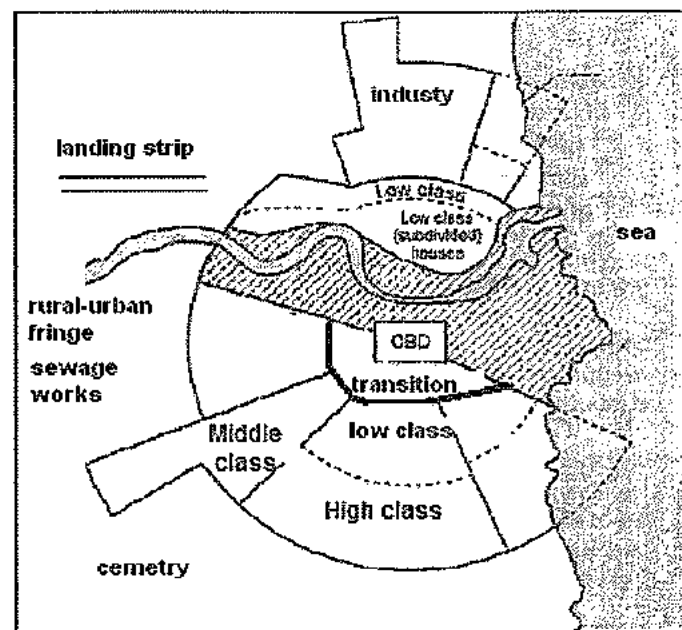 industy
landing strip
Low class
Low class
(subdivided)
houses
sea
rural-urban
fringe
sewage
works
CBD
transition
low class
Middle
class
High class
cemetry